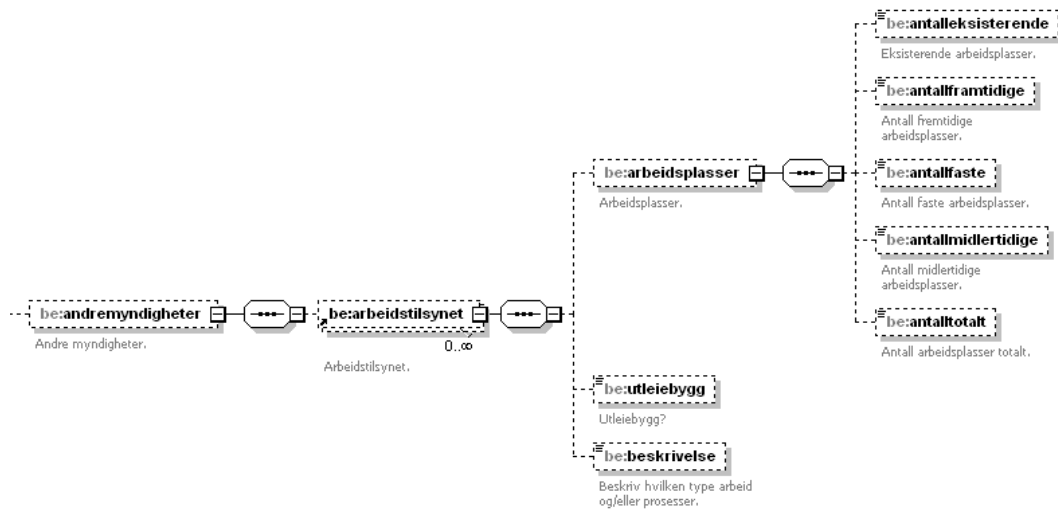 be:antalleksisterende
Eksisterende arbeidsplasser.
be:antallframtidige
Antall fremtidige
arbeidsplasser.
be:arbeidsplasser
Arbeidsplasser.
be:antallfaste
Antall faste arbeidsplasser.
be:antallmidlertidige
Antall midlertidige
arbeidsplasser.
be:andremyndigheter
Andre myndigheter.
be:arbeidstilsynet
0..∞
Arbeidstilsynet.
be:antalltotalt
Antall arbeidsplasser totalt.
be:utleiebygg
Utleiebygg?
be:beskrivelse
Beskriv hvilken type arbeid
og/eller prosesser.